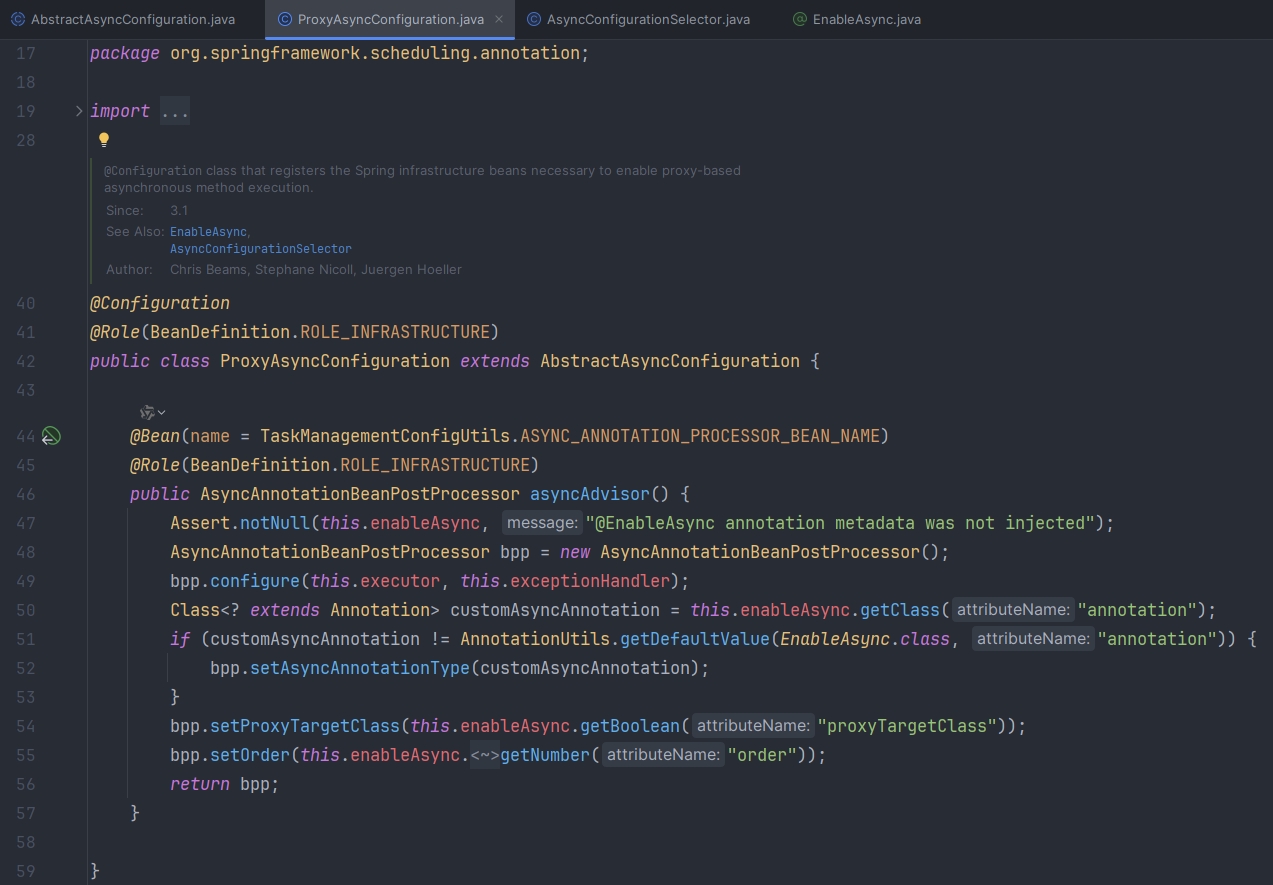 AbstractAsyncConfiguration.java ProxyAsyncConfiguration.java × AsyncConfigurationSelector.java EnableAsync.java
17 package org.springframework.scheduling.annotation;
18
19 import ...
28
@Configuration class that registers the Spring infrastructure beans necessary to enable proxy-based
asynchronous method execution.
Since: 3.1
See Also: EnableAsync,
AsyncConfigurationSelector
Author: Chris Beams, Stephane Nicoll, Juergen Hoeller
40 @Configuration
41 @Role(BeanDefinition.ROLE_INFRASTRUCTURE)
42 public class ProxyAsyncConfiguration extends AbstractAsyncConfiguration {
43
44 @Bean(name = TaskManagementConfigUtils.ASYNC_ANNOTATION_PROCESSOR_BEAN_NAME)
45 @Role(BeanDefinition.ROLE_INFRASTRUCTURE)
46 public AsyncAnnotationBeanPostProcessor asyncAdvisor() {
47 Assert.notNull(this.enableAsync, message: "@EnableAsync annotation metadata was not injected");
48 AsyncAnnotationBeanPostProcessor bpp = new AsyncAnnotationBeanPostProcessor();
49 bpp.configure(this.executor, this.exceptionHandler);
50 Class<? extends Annotation> customAsyncAnnotation = this.enableAsync.getClass( attributeName: "annotation");
51 if (customAsyncAnnotation != AnnotationUtils.getDefaultValue(EnableAsync.class, attributeName: "annotation")) {
52 bpp.setAsyncAnnotationType(customAsyncAnnotation);
53 }
54 bpp.setProxyTargetClass(this.enableAsync.getBoolean( attributeName: "proxyTargetClass"));
55 bpp.setOrder(this.enableAsync.<~>getNumber( attributeName: "order"));
56 return bpp;
57 }
58
59 }